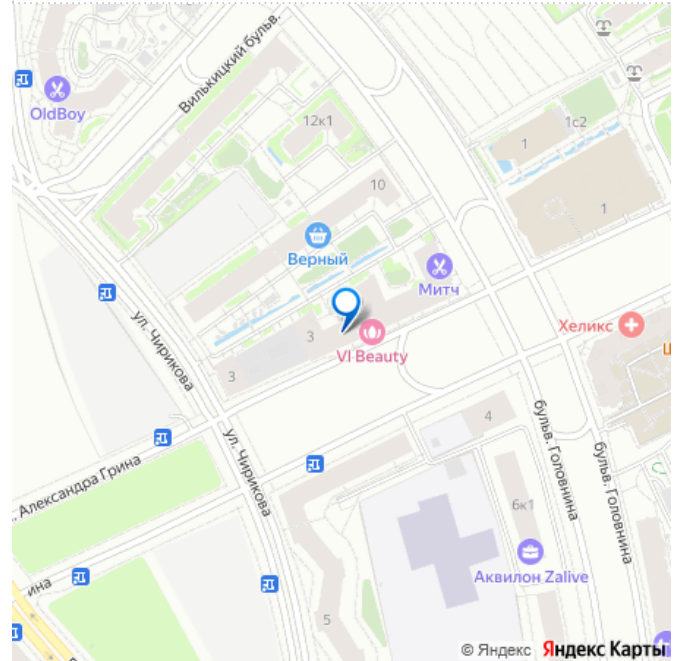 Вилькицкий бульв.
OldBoy
12к1
1с2
1
10
1
Верный
Митч
Хеликс
3
VI Beauty
3
ул. Чирикова
4
бульв. Головнина
бульв. Головнина
ул. Чирикова
. Александра Грина
6к1
ина
Аквилон Zalive
5
© Яндекс Яндекс Карты